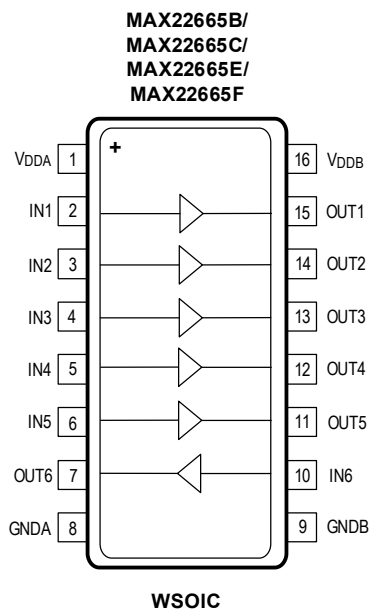 MAX22665B/
MAX22665C/
MAX22665E/
MAX22665F
+
VDDA 1 16 VDDB
IN1 2 15 OUT1
IN2 3 14 OUT2
IN3 4 13 OUT3
IN4 5 12 OUT4
IN5 6 11 OUT5
OUT6 7 10 IN6
GNDA 8 9 GNDB
WSOIC